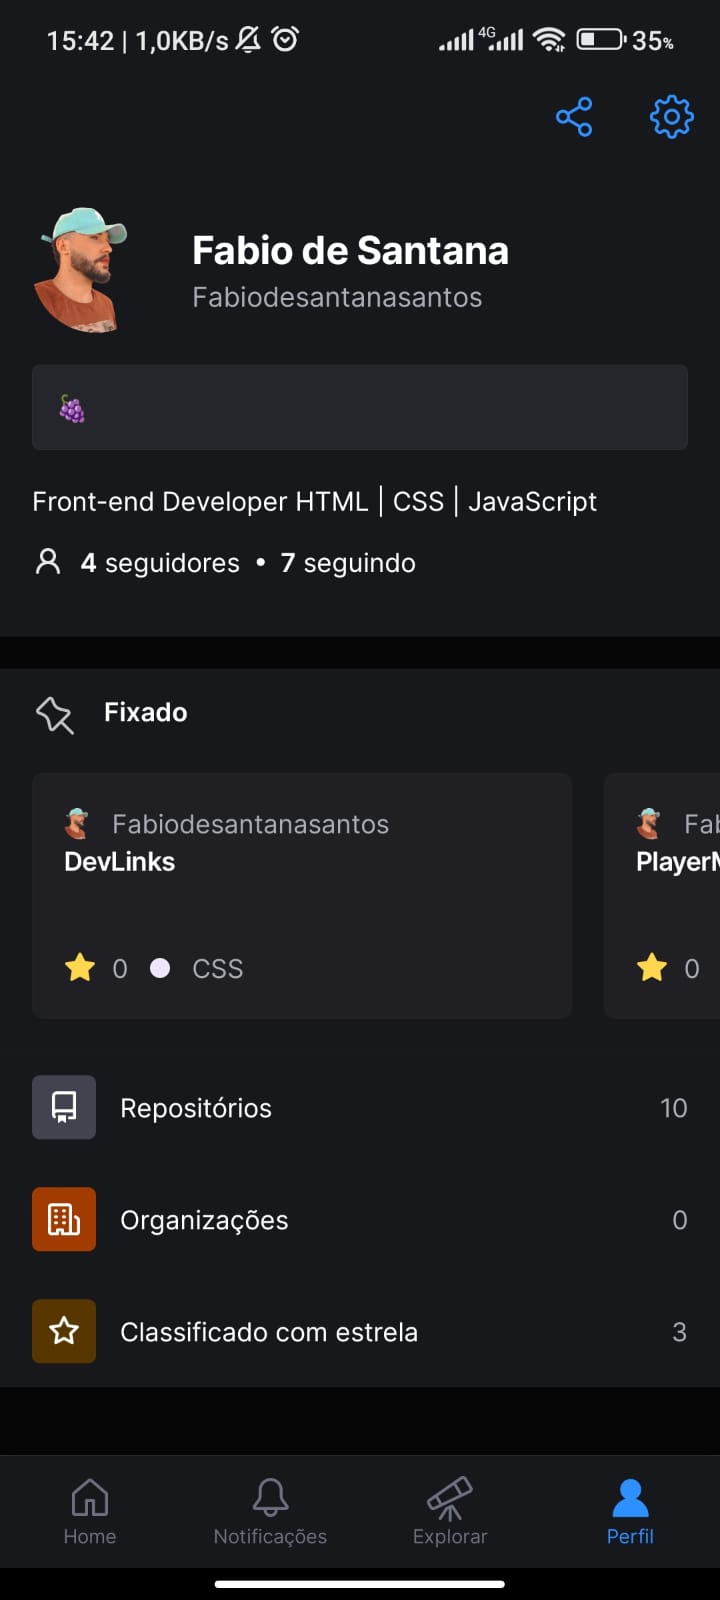 15:42 | 1,0KB/s 4G 35%
Fabio de Santana
Fabiodesantanasantos
Front-end Developer HTML | CSS | JavaScript
4 seguidores • 7 seguindo
Fixado
Fabiodesantanasantos Fab
DevLinks PlayerM
0 CSS 0
Repositórios 10
Organizações 0
Classificado com estrela 3
Home Notificações Explorar Perfil